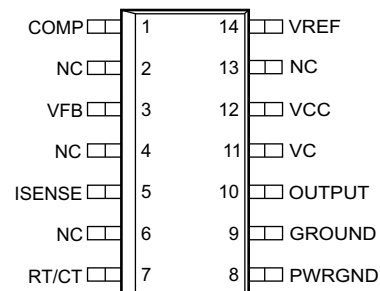 COMP 1 14 VREF
NC 2 13 NC
VFB 3 12 VCC
NC 4 11 VC
ISENSE 5 10 OUTPUT
NC 6 9 GROUND
RT/CT 7 8 PWRGND